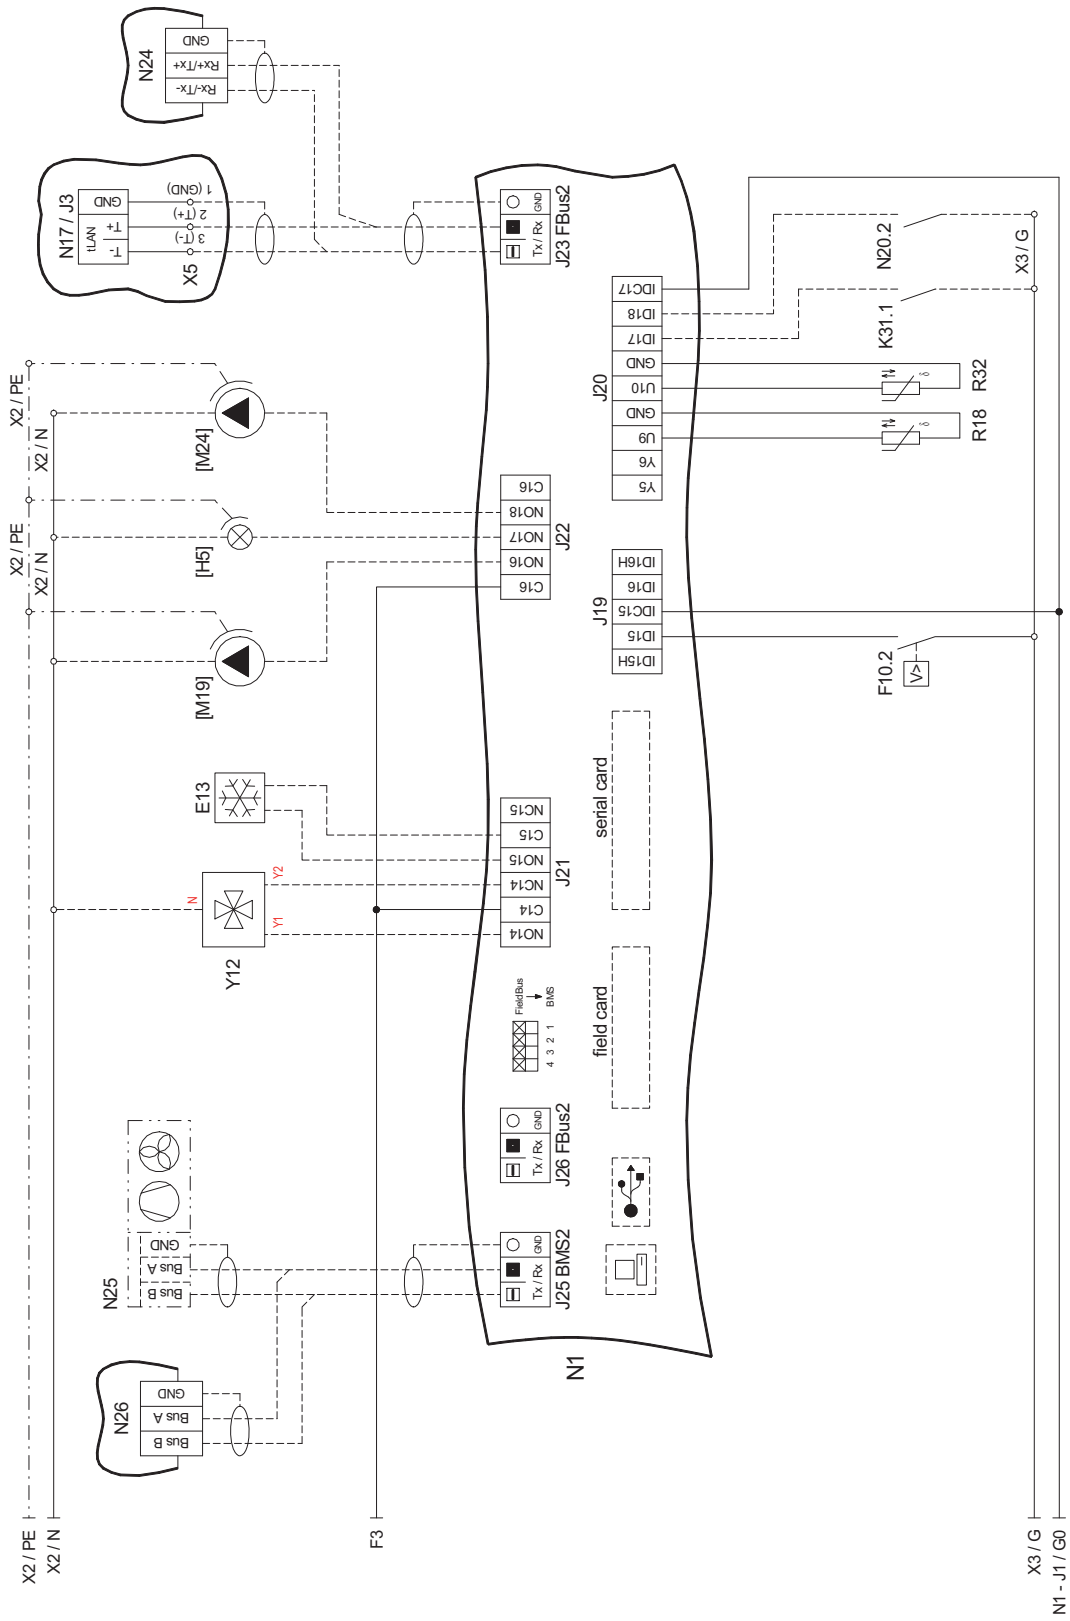 N24
GND
Rx+/Tx+
Rx-/Tx-
N17 / J3
tLAN
GND
T+
T-
1 (GND)
2 (T+)
3 (T-)
X5
J23 FBus2
GND
Tx / Rx
X2 / PE
X2 / N
[M24]
X2 / PE
X2 / N
[H5]
[M19]
C16
NO18
NO17
NO16
C16
J22
E13
NC15
C15
NO15
NC14
C14
NO14
J21
N
Y2
Y1
Y12
FieldBus
BMS
4 3 2 1
J26 FBus2
GND
Tx / Rx
J25 BMS2
GND
Tx / Rx
N25
GND
Bus A
Bus B
N26
GND
Bus A
Bus B
N1
J20
IDC17
ID18
ID17
GND
U10
GND
U9
Y6
Y5
J19
ID16H
ID16
IDC15
ID15
ID15H
serial card
field card
N20.2
K31.1
X3 / G
R32
R18
δ
δ
F10.2
V>
X2 / PE
X2 / N
F3
X3 / G
N1 - J1 / G0